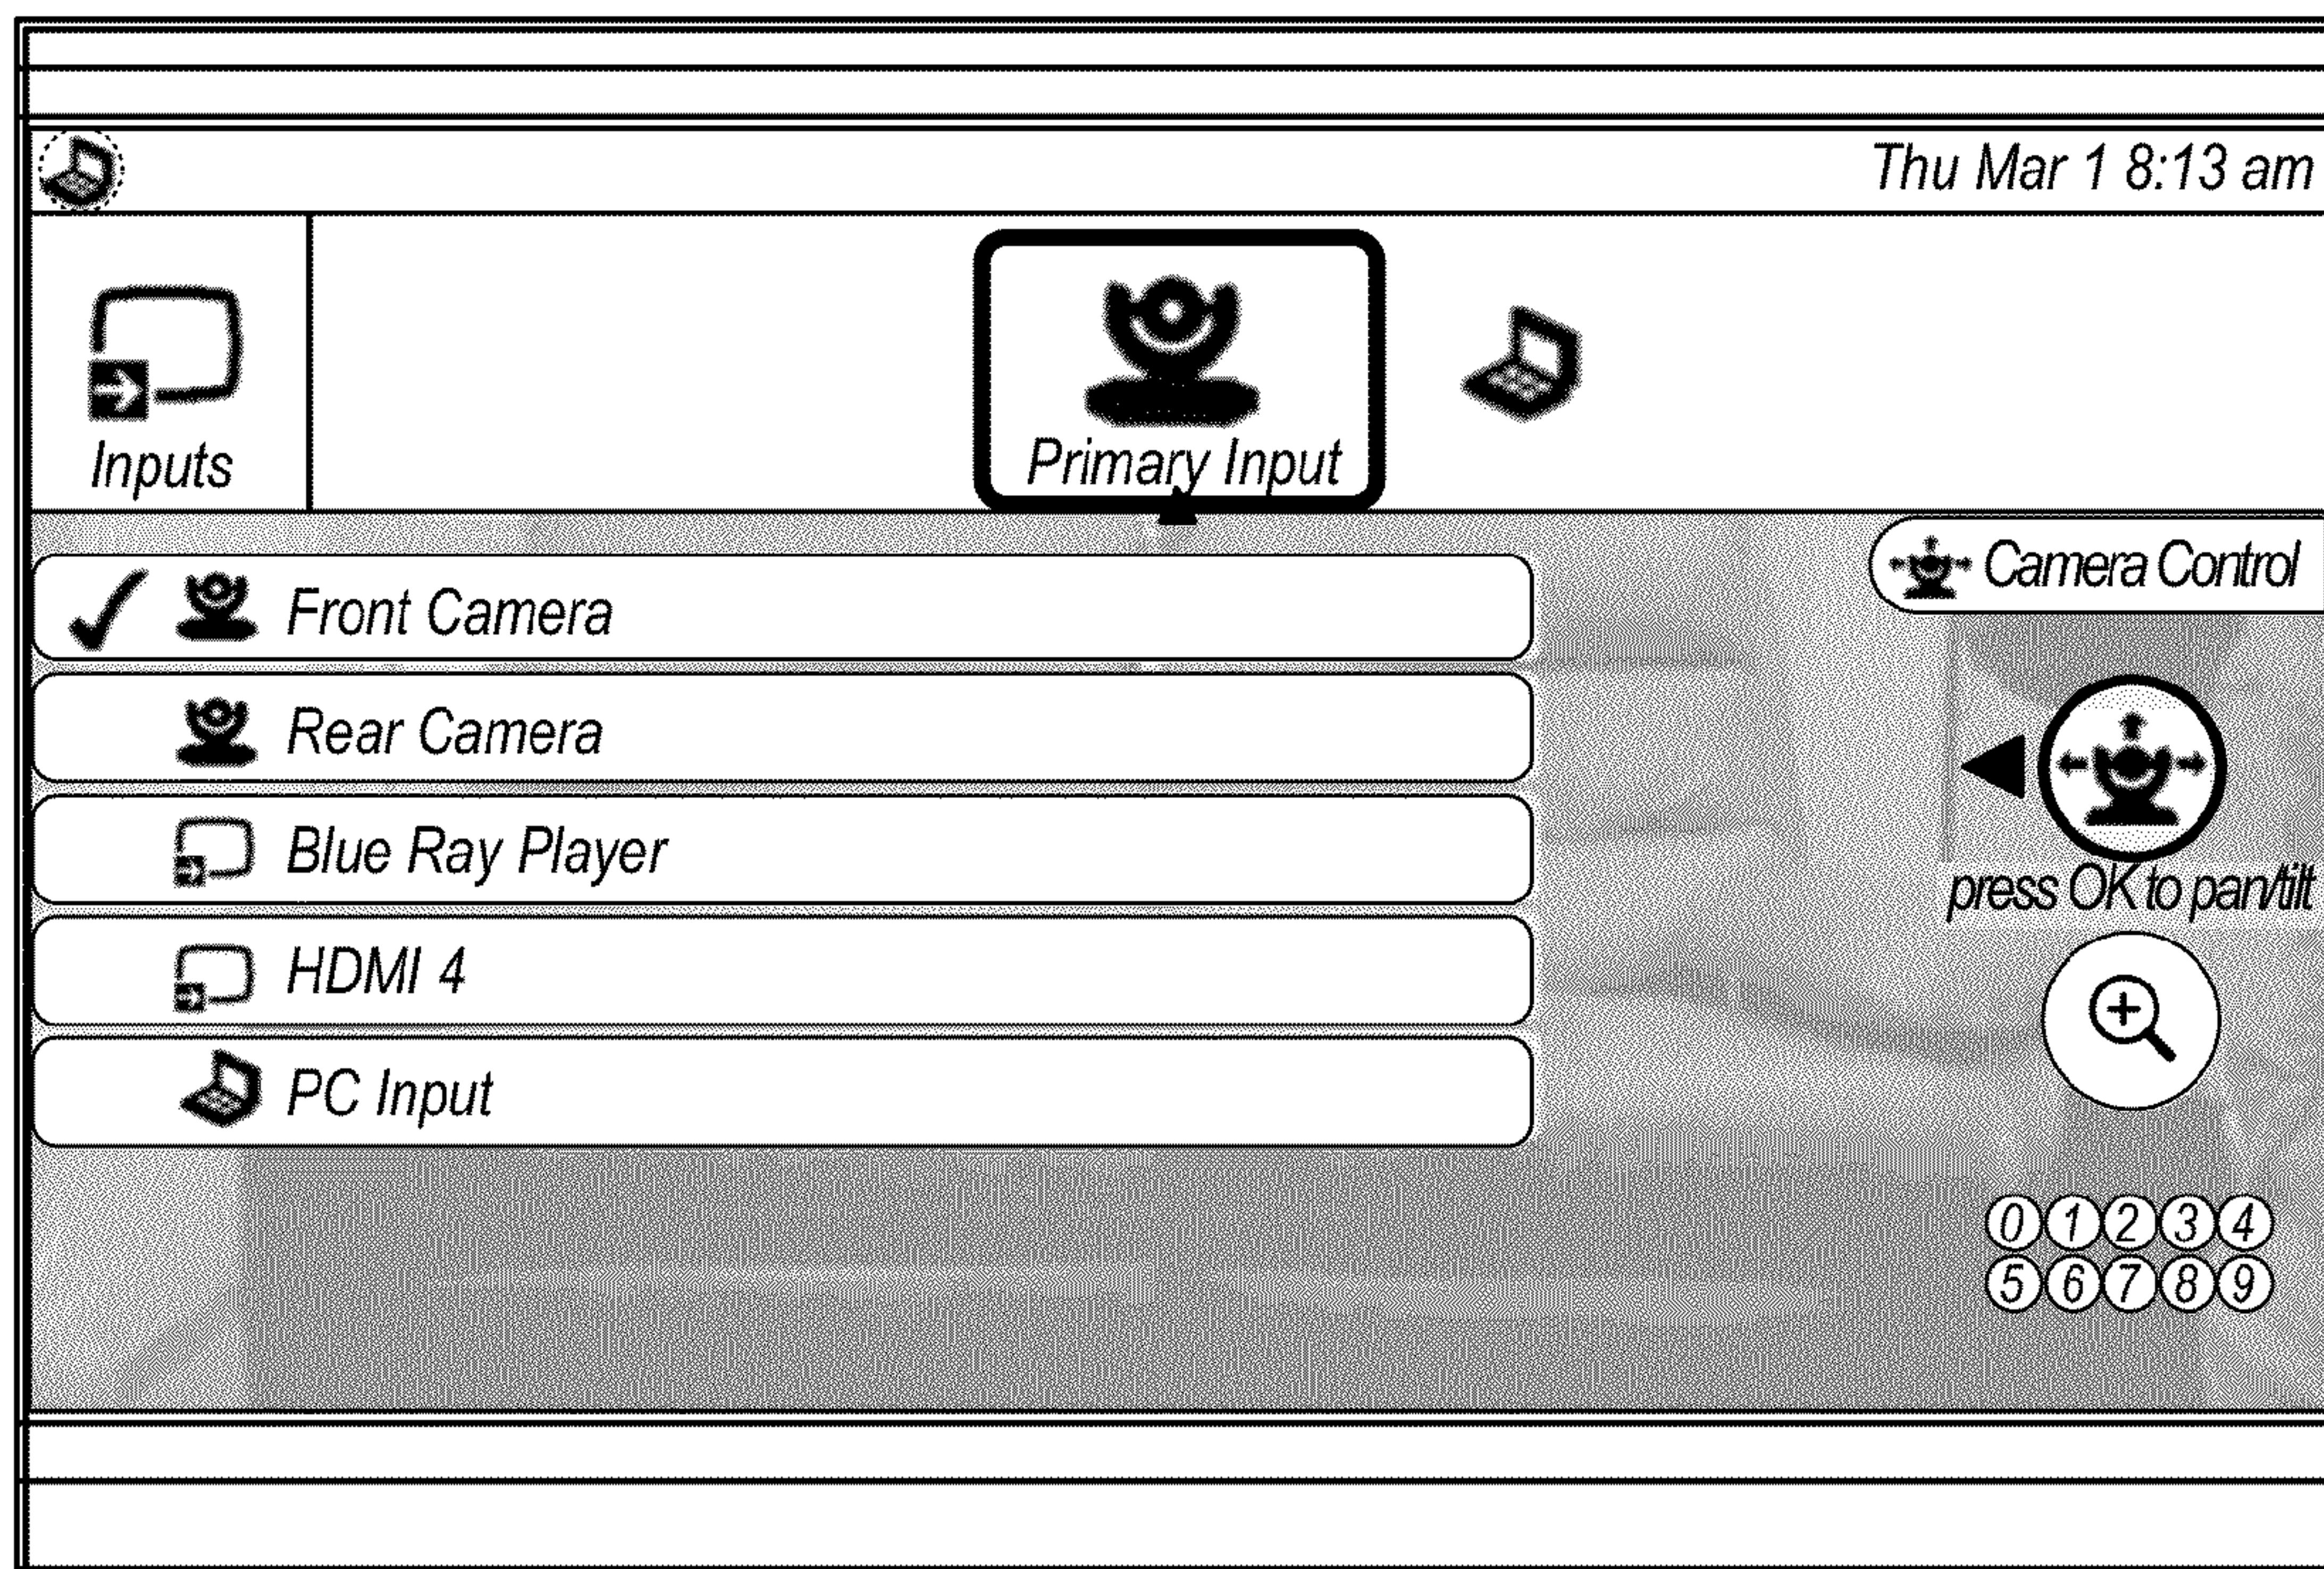 Thu Mar 1 8:13 am
Inputs
Primary Input
Front Camera
Camera Control
Rear Camera
Blue Ray Player
press OK to pan/tilt
HDMI 4
PC Input
0 1 2 3 4
5 6 7 8 9